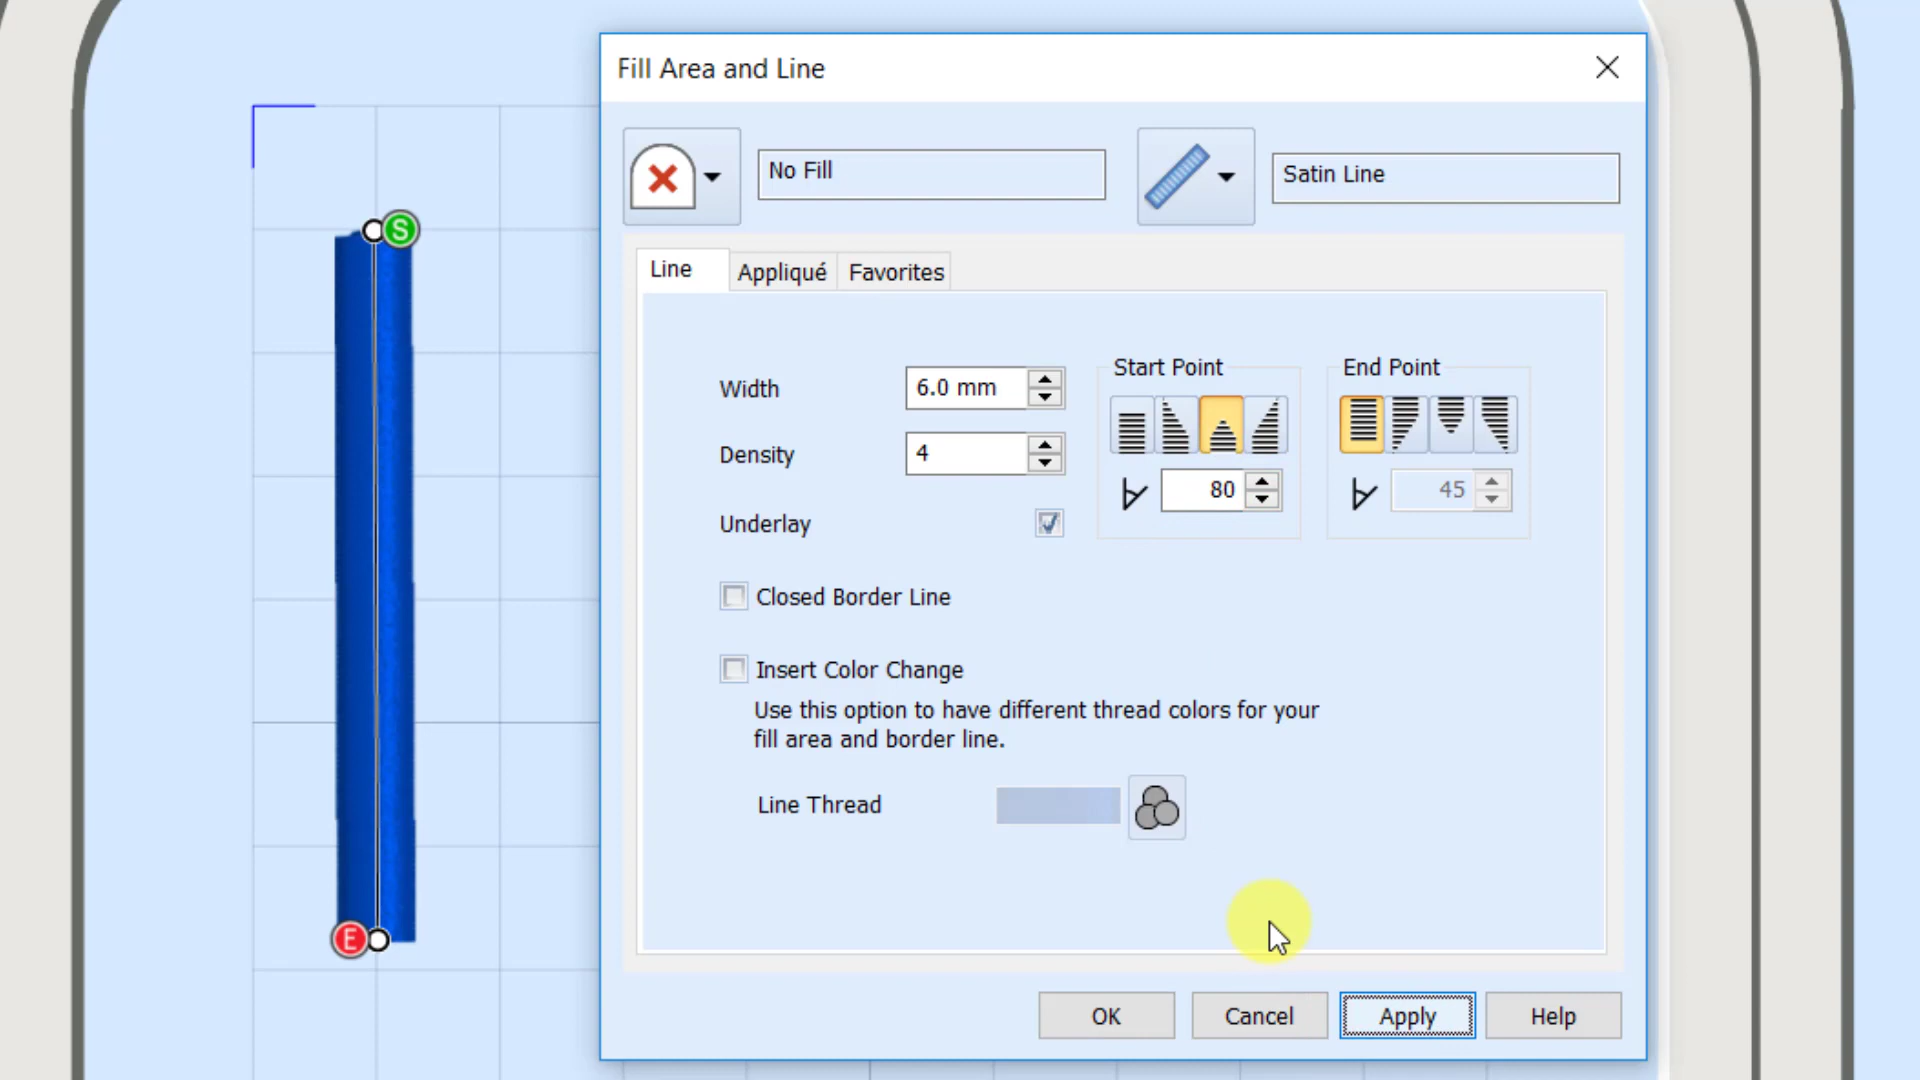 Fill Area and Line
No Fill
Satin Line
Line
Appliqué
Favorites
Width
6.0 mm
Density
4
Underlay
Start Point
80
End Point
45
Closed Border Line
Insert Color Change
Use this option to have different thread colors for your
fill area and border line.
Line Thread
S
E
OK
Cancel
Apply
Help